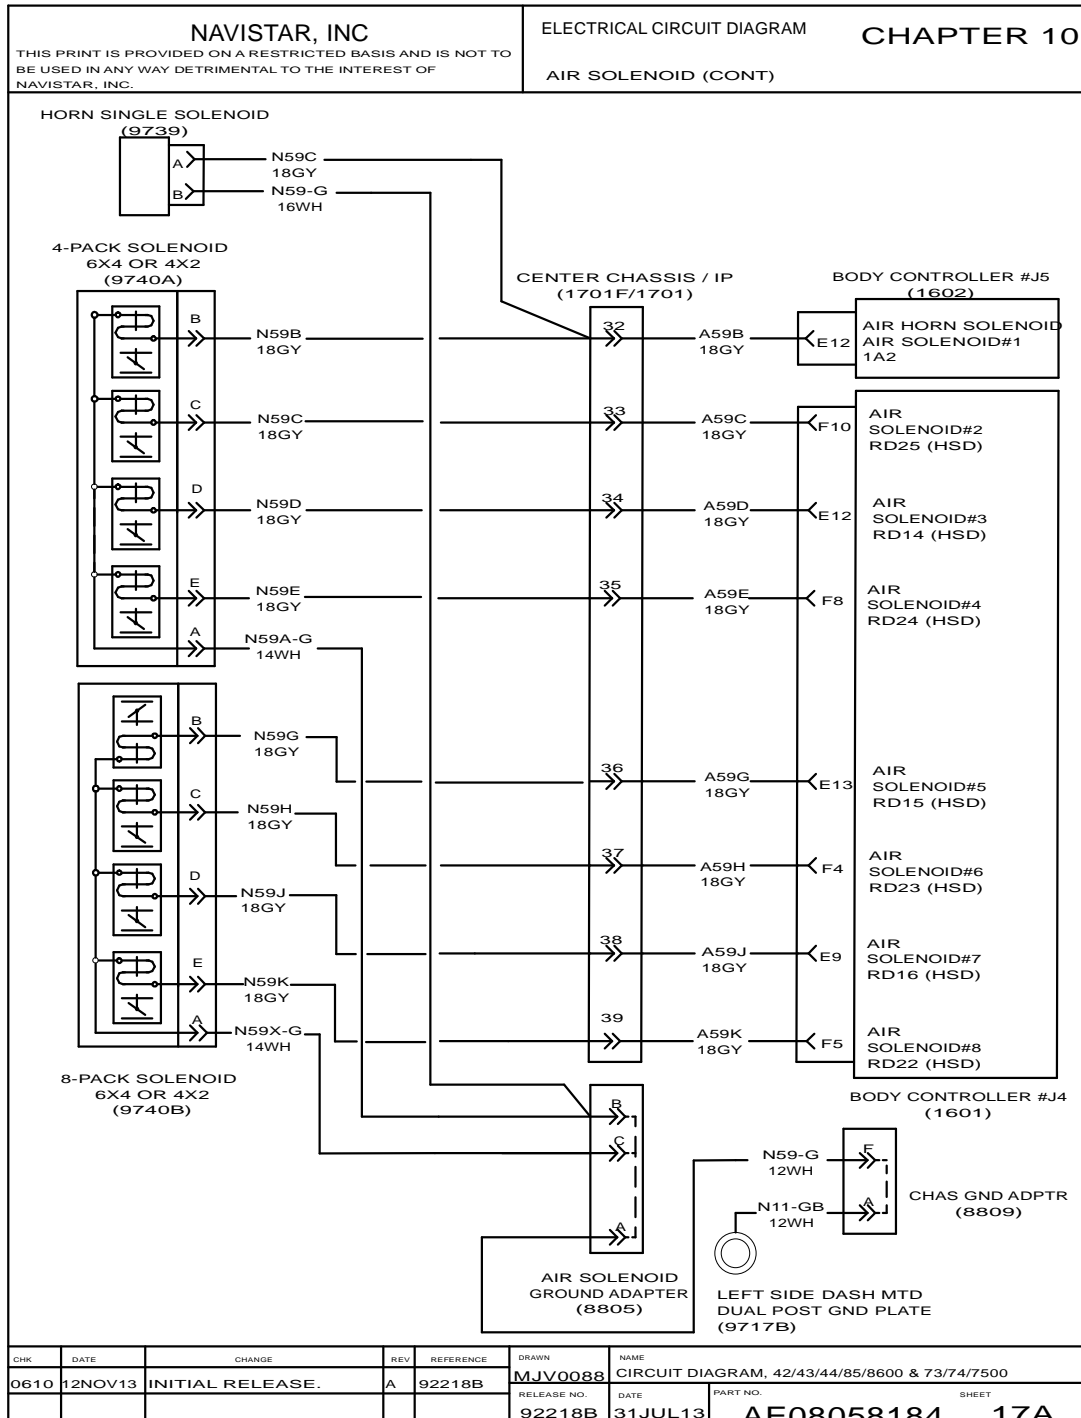 NAVISTAR, INC
THIS PRINT IS PROVIDED ON A RESTRICTED BASIS AND IS NOT TO
BE USED IN ANY WAY DETRIMENTAL TO THE INTEREST OF
NAVISTAR, INC.
ELECTRICAL CIRCUIT DIAGRAM
CHAPTER 10
AIR SOLENOID (CONT)
HORN SINGLE SOLENOID
(9739)
A
N59C
18GY
B
N59-G
16WH
4-PACK SOLENOID
6X4 OR 4X2
(9740A)
CENTER CHASSIS / IP
(1701F/1701)
BODY CONTROLLER #J5
(1602)
B
N59B
18GY
32
A59B
18GY
E12
AIR HORN SOLENOID
AIR SOLENOID#1
1A2
C
N59C
18GY
33
A59C
18GY
F10
AIR
SOLENOID#2
RD25 (HSD)
D
N59D
18GY
34
A59D
18GY
E12
AIR
SOLENOID#3
RD14 (HSD)
E
N59E
18GY
35
A59E
18GY
F8
AIR
SOLENOID#4
RD24 (HSD)
A
N59A-G
14WH
B
N59G
18GY
36
A59G
18GY
E13
AIR
SOLENOID#5
RD15 (HSD)
C
N59H
18GY
37
A59H
18GY
F4
AIR
SOLENOID#6
RD23 (HSD)
D
N59J
18GY
38
A59J
18GY
E9
AIR
SOLENOID#7
RD16 (HSD)
E
N59K
18GY
39
A59K
18GY
F5
AIR
SOLENOID#8
RD22 (HSD)
A
N59X-G
14WH
8-PACK SOLENOID
6X4 OR 4X2
(9740B)
BODY CONTROLLER #J4
(1601)
B
C
A
N59-G
12WH
F
N11-GB
12WH
A
CHAS GND ADPTR
(8809)
AIR SOLENOID
GROUND ADAPTER
(8805)
LEFT SIDE DASH MTD
DUAL POST GND PLATE
(9717B)
CHK DATE CHANGE REV REFERENCE
0610 12NOV13 INITIAL RELEASE. A 92218B
DRAWN
MJV0088
NAME
CIRCUIT DIAGRAM, 42/43/44/85/8600 & 73/74/7500
RELEASE NO.
92218B
DATE
31JUL13
PART NO.
AE08058184
SHEET
17A